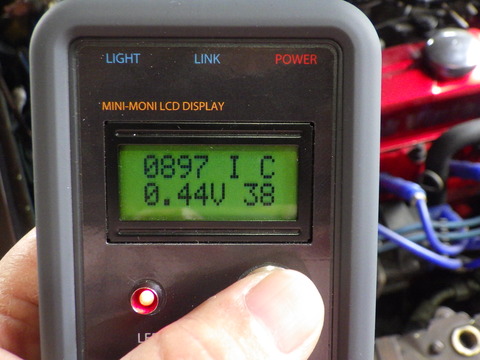 LIGHT LINK POWER
MINI-MONI LCD DISPLAY
0897 I C
0.44V 38